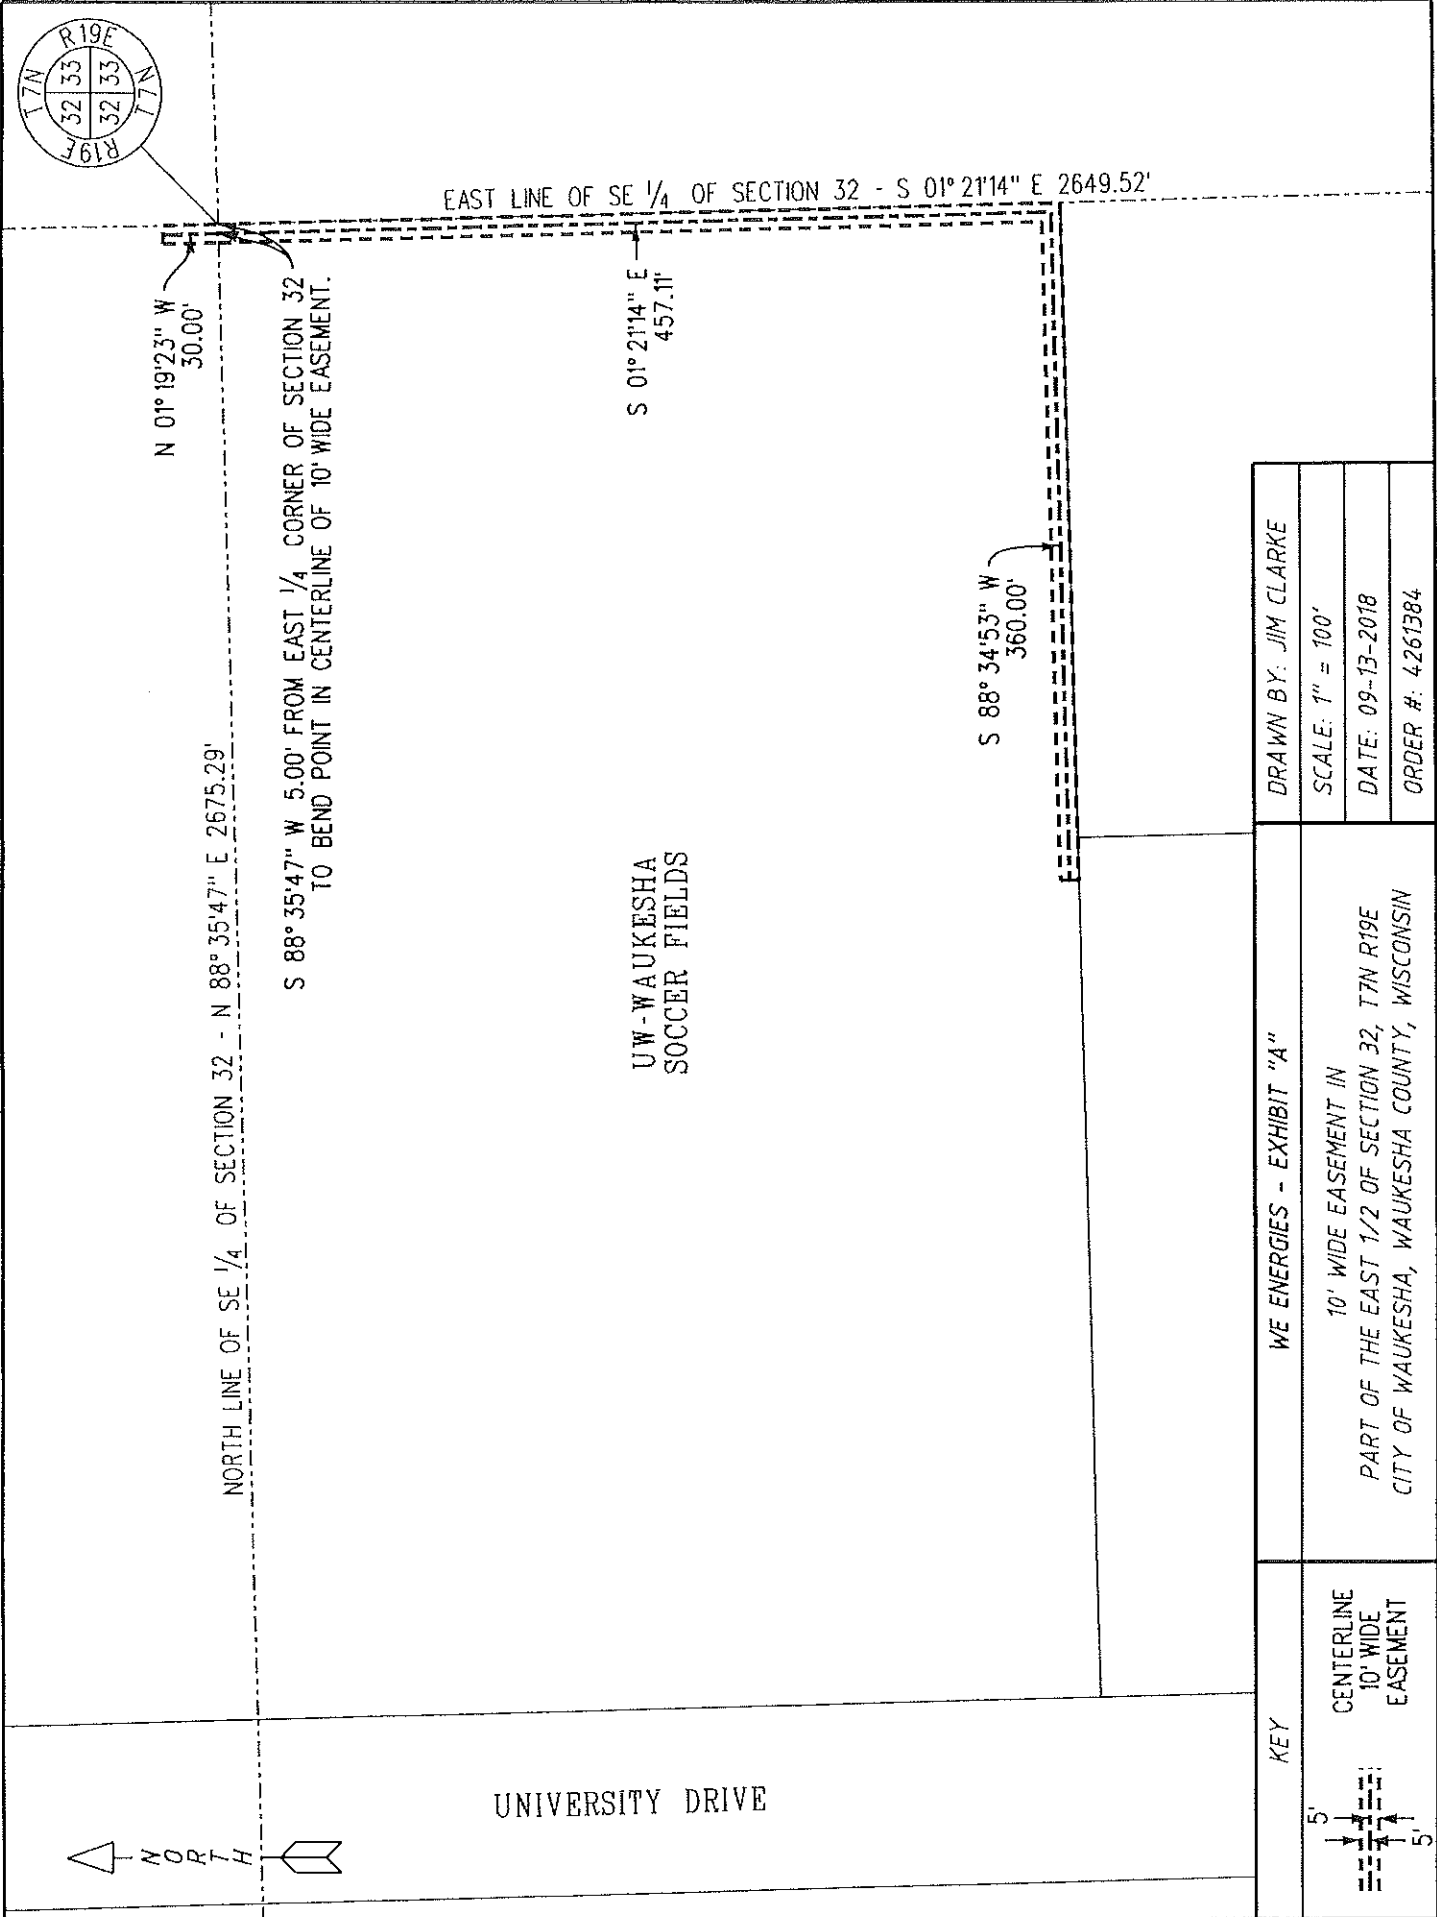 T 7N
R 19E
32 33
32 33
R19E
T 7N
NORTH LINE OF SE 1/4 OF SECTION 32 - N 88° 35'47" E 2675.29'
N 01° 19'23" W
30.00'
S 88° 35'47" W 5.00' FROM EAST 1/4 CORNER OF SECTION 32
TO BEND POINT IN CENTERLINE OF 10' WIDE EASEMENT.
EAST LINE OF SE 1/4 OF SECTION 32 - S 01° 21'14" E 2649.52'
S 01° 21'14" E
457.11'
UW-WAUKESHA
SOCCER FIELDS
S 88° 34'53" W
360.00'
NORTH
UNIVERSITY DRIVE
KEY
5'
5'
CENTERLINE
10' WIDE
EASEMENT
WE ENERGIES - EXHIBIT "A"
10' WIDE EASEMENT IN
PART OF THE EAST 1/2 OF SECTION 32, T7N R19E
CITY OF WAUKESHA, WAUKESHA COUNTY, WISCONSIN
DRAWN BY: JIM CLARKE
SCALE: 1" = 100'
DATE: 09-13-2018
ORDER #: 4261384